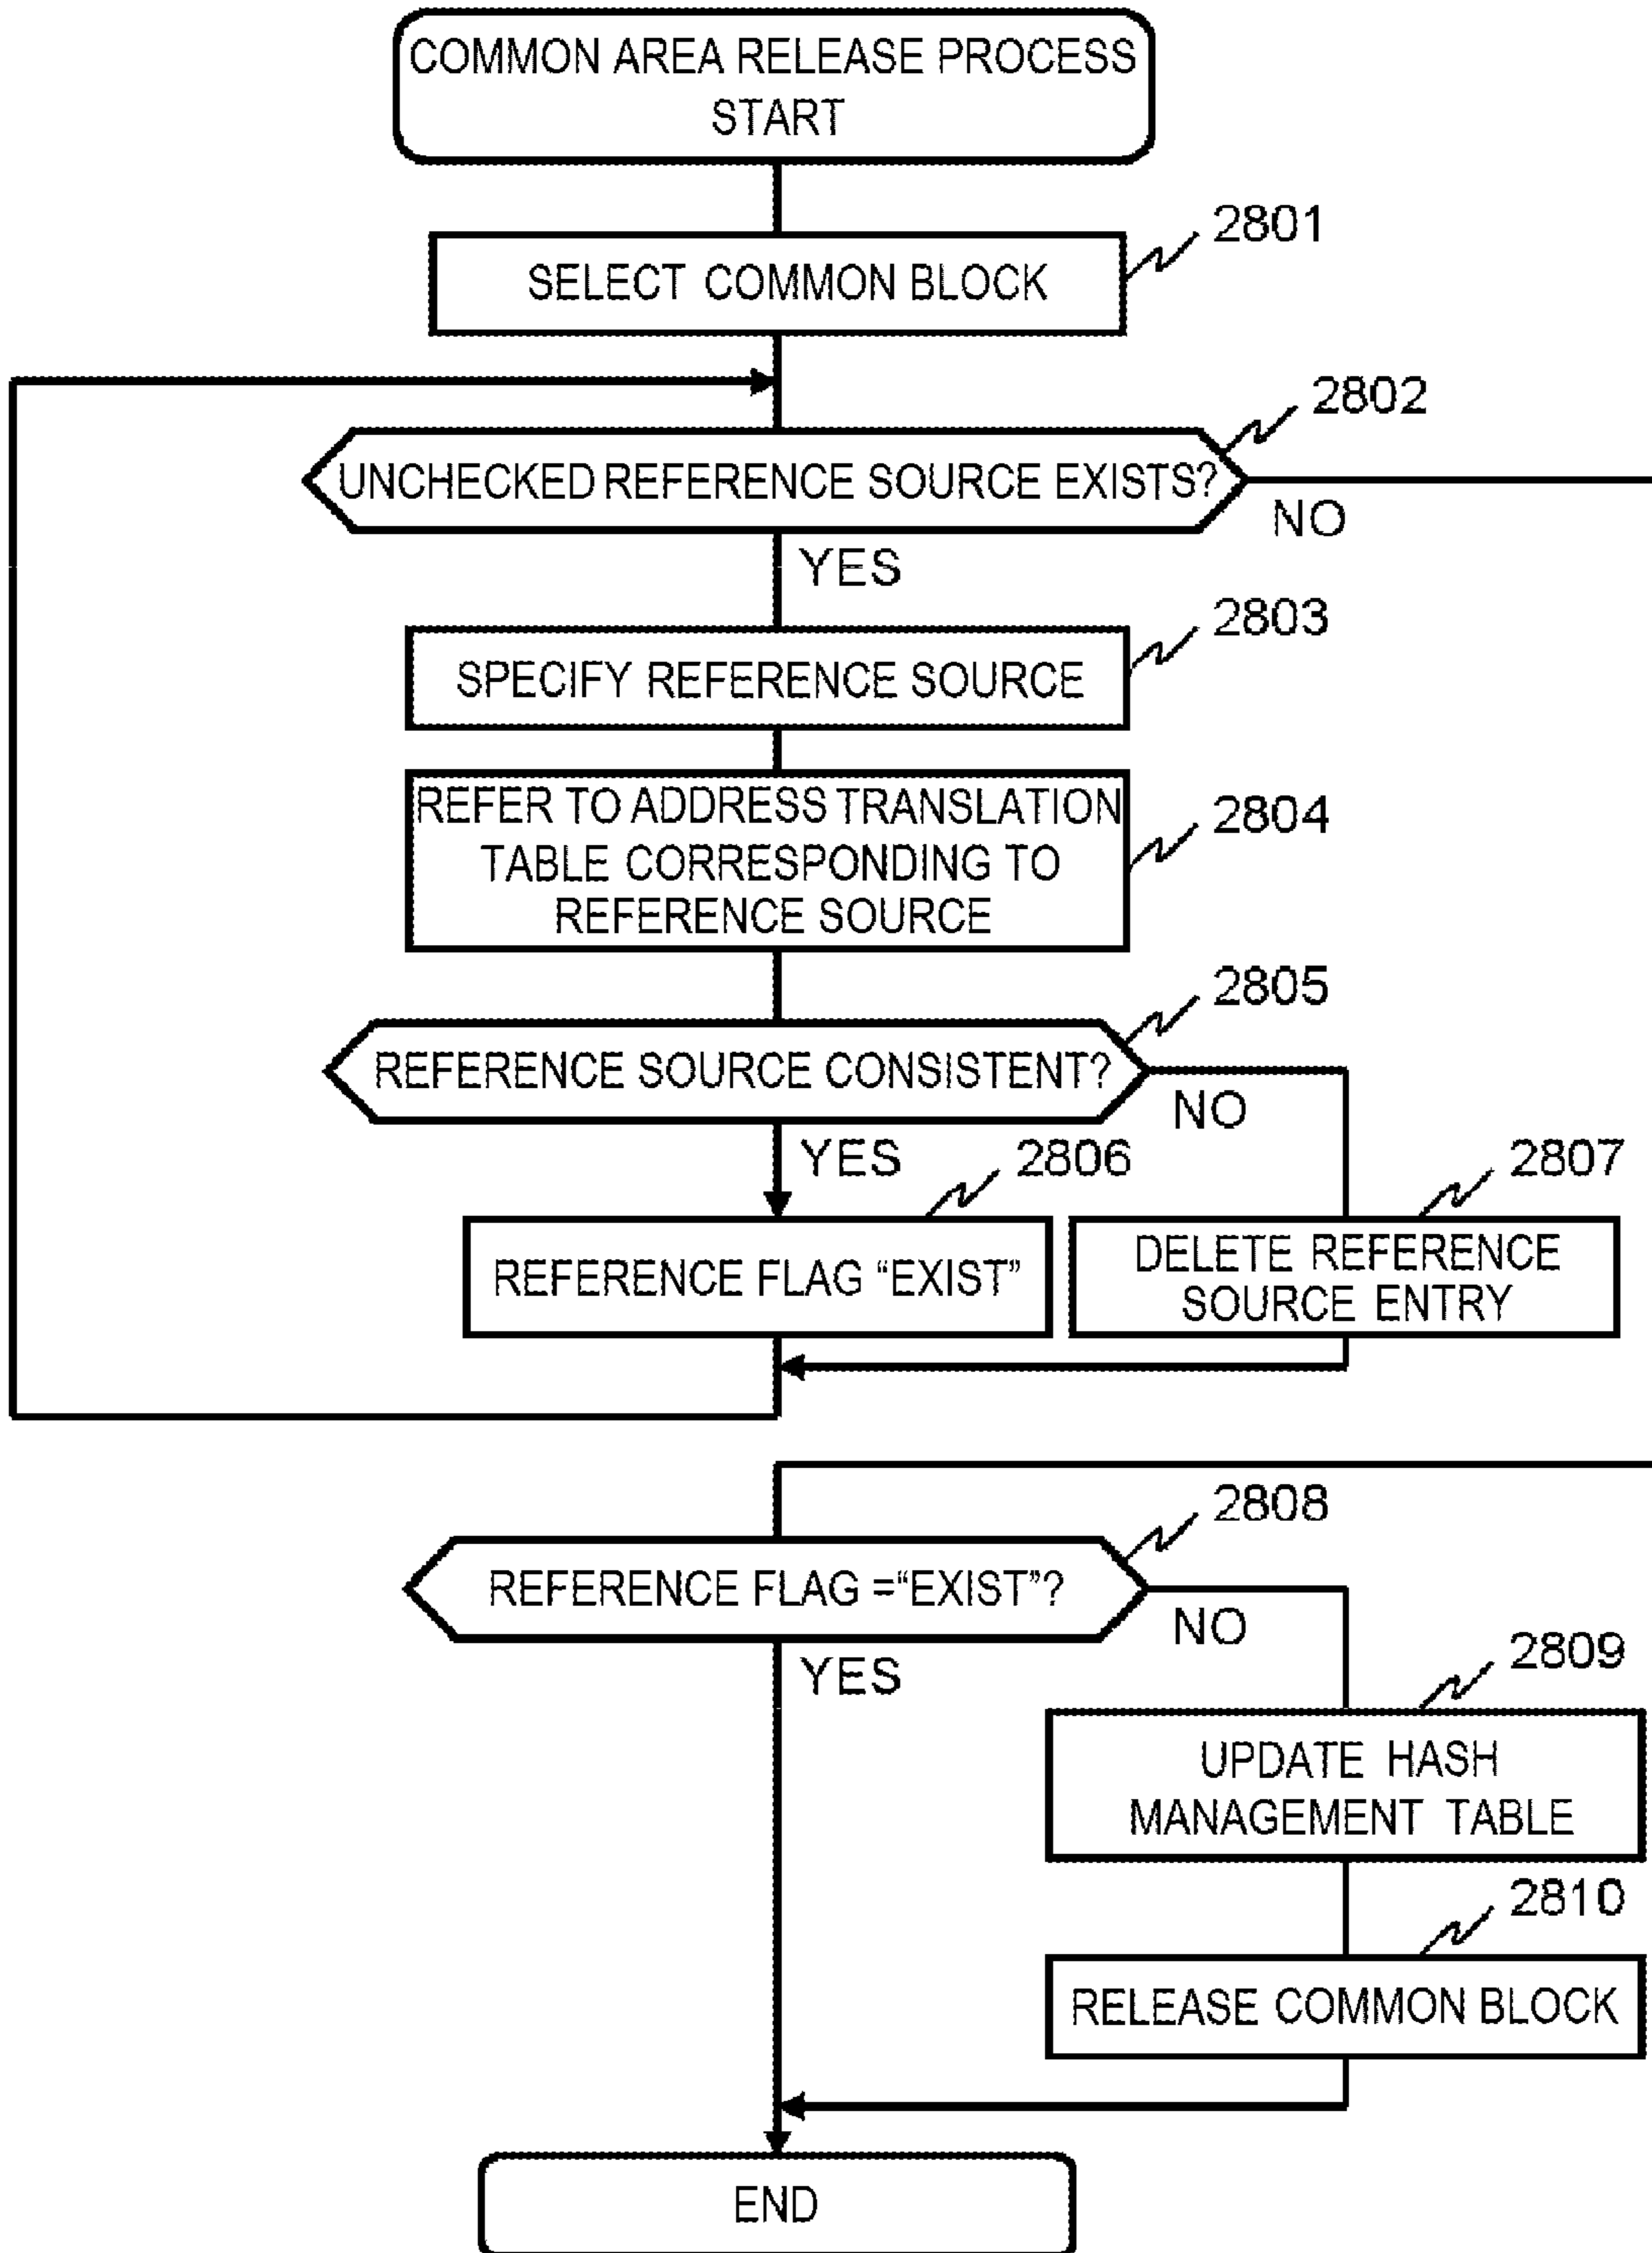 COMMON AREA RELEASE PROCESS
START
2801
SELECT COMMON BLOCK
2802
UNCHECKED REFERENCE SOURCE EXISTS?
NO
YES
2803
SPECIFY REFERENCE SOURCE
REFER TO ADDRESS TRANSLATION
TABLE CORRESPONDING TO
REFERENCE SOURCE
2804
2805
REFERENCE SOURCE CONSISTENT?
NO
YES
2806
2807
REFERENCE FLAG “EXIST”
DELETE REFERENCE
SOURCE ENTRY
2808
REFERENCE FLAG =“EXIST”?
NO
YES
2809
UPDATE HASH
MANAGEMENT TABLE
2810
RELEASE COMMON BLOCK
END